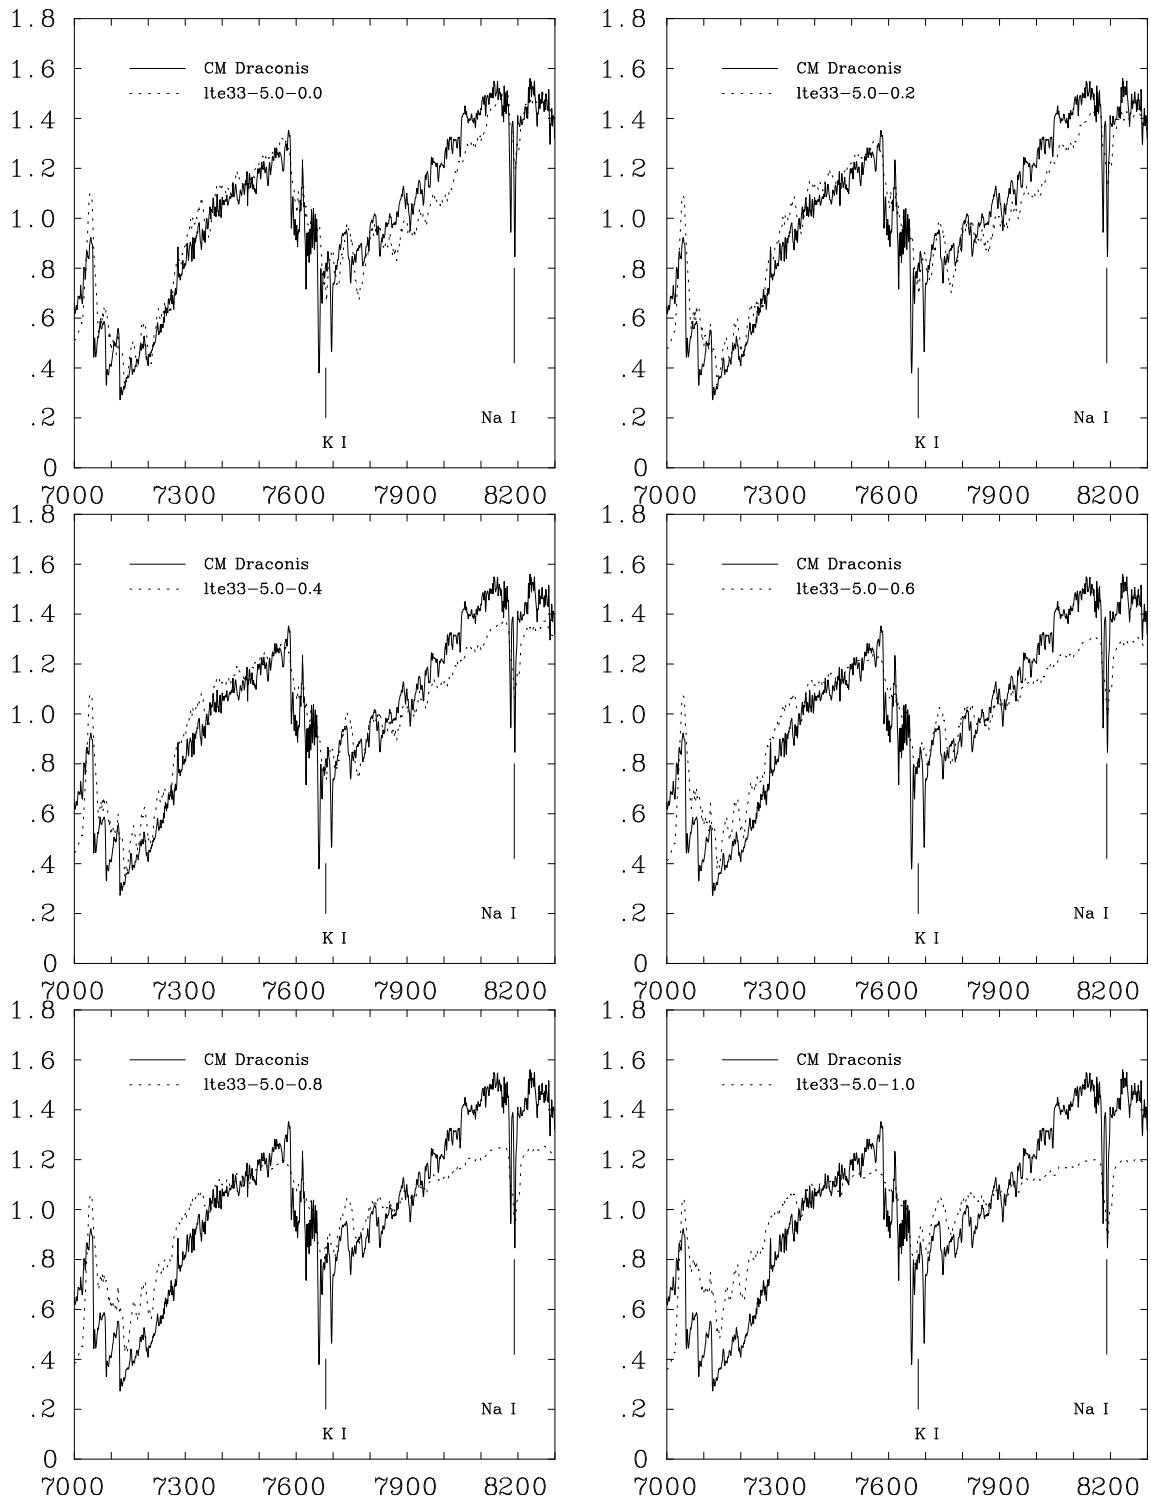 1.8
1.6
1.4
1.2
1.0
.8
.6
.4
.2
0
CM Draconis
lte33-5.0-0.0
K I
Na I
7000 7300 7600 7900 8200
1.8
1.6
1.4
1.2
1.0
.8
.6
.4
.2
0
CM Draconis
lte33-5.0-0.2
K I
Na I
7000 7300 7600 7900 8200
1.8
1.6
1.4
1.2
1.0
.8
.6
.4
.2
0
CM Draconis
lte33-5.0-0.4
K I
Na I
7000 7300 7600 7900 8200
1.8
1.6
1.4
1.2
1.0
.8
.6
.4
.2
0
CM Draconis
lte33-5.0-0.6
K I
Na I
7000 7300 7600 7900 8200
1.8
1.6
1.4
1.2
1.0
.8
.6
.4
.2
0
CM Draconis
lte33-5.0-0.8
K I
Na I
7000 7300 7600 7900 8200
1.8
1.6
1.4
1.2
1.0
.8
.6
.4
.2
0
CM Draconis
lte33-5.0-1.0
K I
Na I
7000 7300 7600 7900 8200